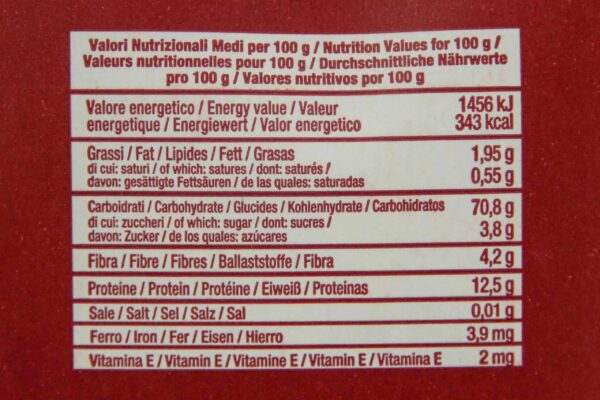 Valori Nutrizionali Medi per 100 g / Nutrition Values for 100 g /
Valeurs nutritionnelles pour 100 g / Durchschnittliche Nährwerte
pro 100 g / Valores nutritivos por 100 g
Valore energetico / Energy value / Valeur 1456 kJ
energetique / Energiewert / Valor energetico 343 kcal
Grassi / Fat / Lipides / Fett / Grasas 1,95 g
di cui: saturi / of which: satures / dont: saturés /
davon: gesättigte Fettsäuren / de las quales: saturadas 0,55 g
Carboidrati / Carbohydrate / Glucides / Kohlenhydrate / Carbohidratos 70,8 g
di cui: zuccheri / of which: sugar / dont: sucres /
davon: Zucker / de los quales: azúcares 3,8 g
Fibra / Fibre / Fibres / Ballaststoffe / Fibra 4,2 g
Proteine / Protein / Protéine / Eiweiß / Proteinas 12,5 g
Sale / Salt / Sel / Salz / Sal 0,01 g
Ferro / Iron / Fer / Eisen / Hierro 3,9 mg
Vitamina E / Vitamin E / Vitamine E / Vitamin E / Vitamina E 2 mg